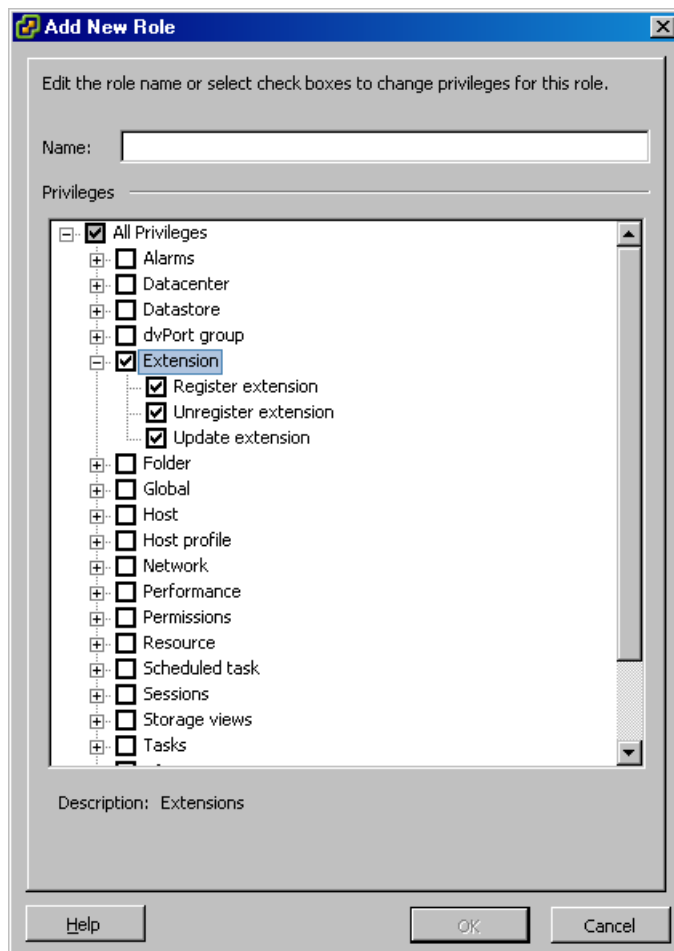 Add New Role
Edit the role name or select check boxes to change privileges for this role.
Name:
Privileges
All Privileges
Alarms
Datacenter
Datastore
dvPort group
Extension
Register extension
Unregister extension
Update extension
Folder
Global
Host
Host profile
Network
Performance
Permissions
Resource
Scheduled task
Sessions
Storage views
Tasks
Description: Extensions
Help
OK
Cancel